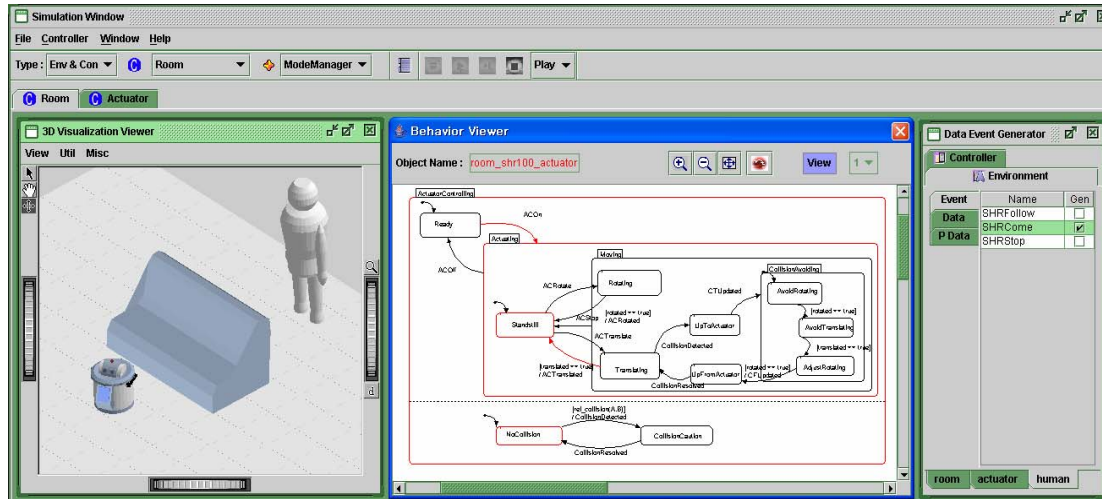 Simulation Window
File Controller Window Help
Type : Env & Con Room ModeManager Play
Room Actuator
3D Visualization Viewer
View Util Misc
d
Behavior Viewer
Object Name : room_shr100_actuator View 1
ActuatorControlling
Ready
ACOn
ACOff
Actuating
Moving
CollisionAvoiding
ACRotate
Rotating
CTUpdated
AvoidRotating
[rotated == true]
/ ACRotated
ACStop
Standstill
ACTranslate
UpToActuator
[rotated == true]
AvoidTranslating
CollisionDetected
[translated == true]
[translated == true]
/ ACTranslated
Translating
UpFromActuator
[rotated == true]
/ CTUpdated
AdjustRotating
CollisionResolved
[rel_collision(A,B)]
/ CollisionDetected
NoCollision
CollisionCaution
CollisionResolved
Data Event Generator
Controller
Environment
Event Name Gen
Data SHRFollow
SHRCome
P Data SHRStop
room actuator human